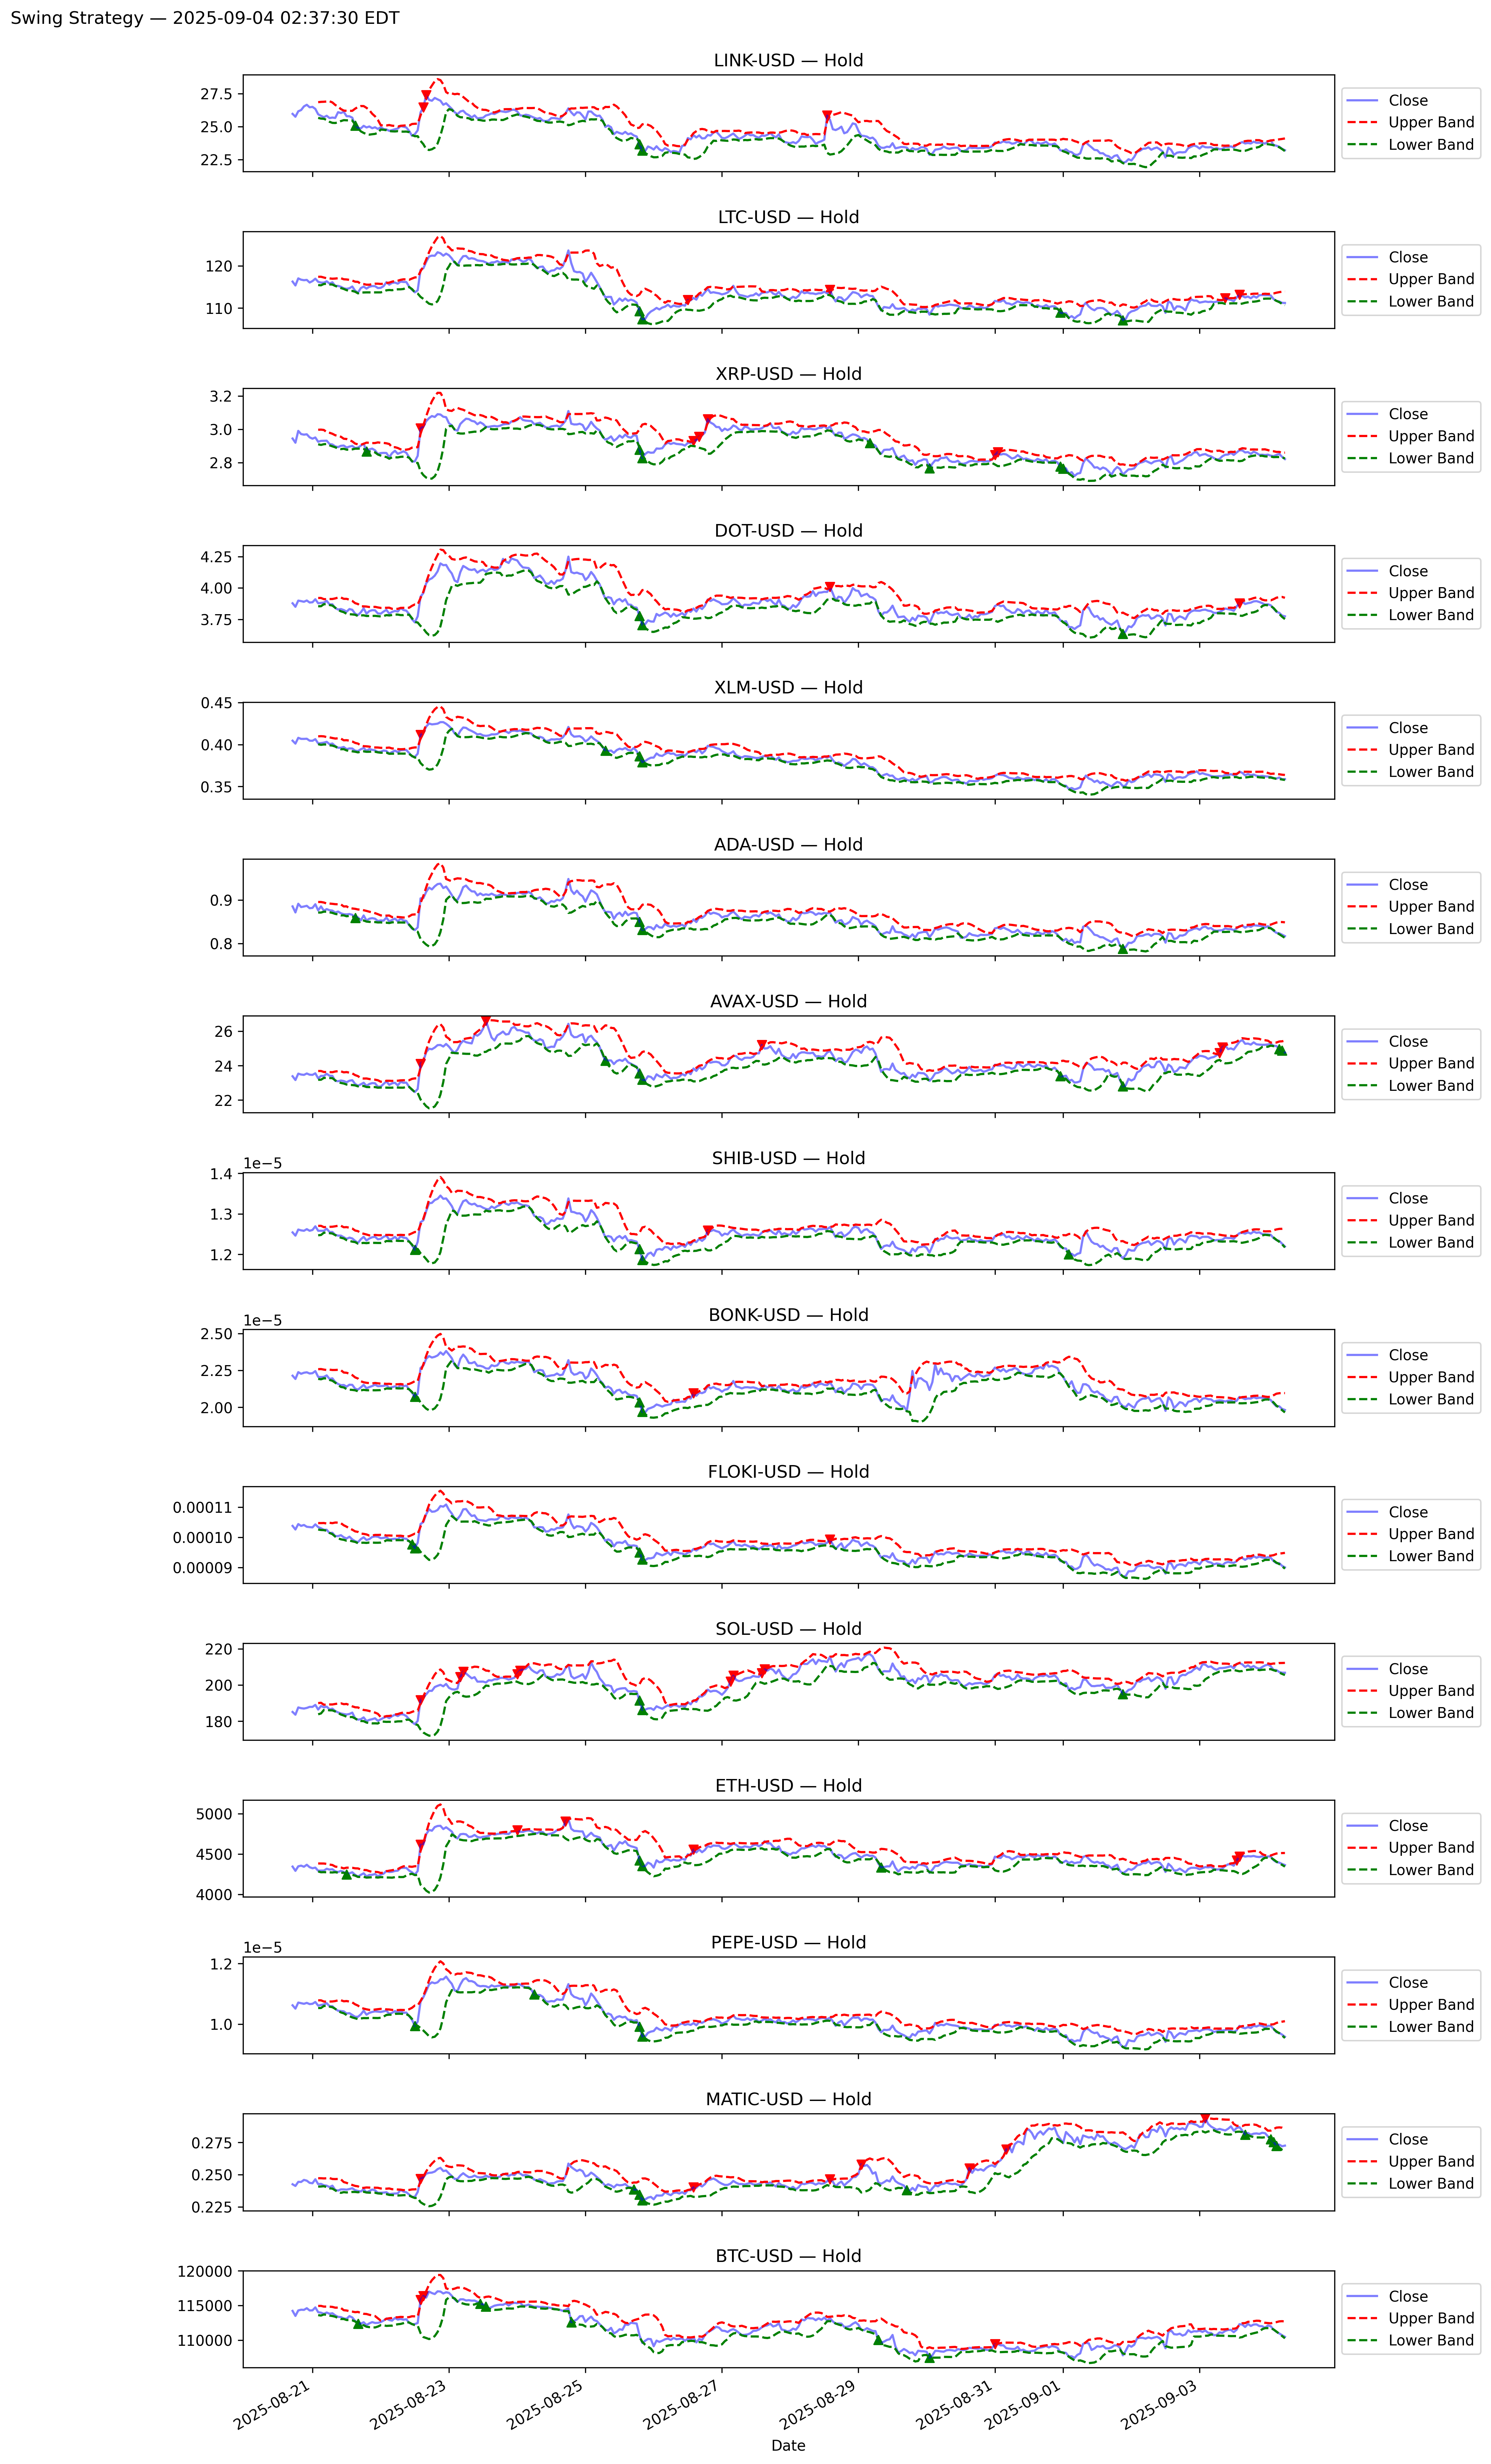 Swing Strategy — 2025-09-04 02:37:30 EDT
LINK-USD — Hold
27.5
25.0
22.5
Close
Upper Band
Lower Band
LTC-USD — Hold
120
110
Close
Upper Band
Lower Band
XRP-USD — Hold
3.2
3.0
2.8
Close
Upper Band
Lower Band
DOT-USD — Hold
4.25
4.00
3.75
Close
Upper Band
Lower Band
XLM-USD — Hold
0.45
0.40
0.35
Close
Upper Band
Lower Band
ADA-USD — Hold
0.9
0.8
Close
Upper Band
Lower Band
AVAX-USD — Hold
26
24
22
Close
Upper Band
Lower Band
SHIB-USD — Hold
1e−5
1.4
1.3
1.2
Close
Upper Band
Lower Band
BONK-USD — Hold
1e−5
2.50
2.25
2.00
Close
Upper Band
Lower Band
FLOKI-USD — Hold
0.00011
0.00010
0.00009
Close
Upper Band
Lower Band
SOL-USD — Hold
220
200
180
Close
Upper Band
Lower Band
ETH-USD — Hold
5000
4500
4000
Close
Upper Band
Lower Band
PEPE-USD — Hold
1e−5
1.2
1.0
Close
Upper Band
Lower Band
MATIC-USD — Hold
0.275
0.250
0.225
Close
Upper Band
Lower Band
BTC-USD — Hold
120000
115000
110000
Close
Upper Band
Lower Band
2025-08-21
2025-08-23
2025-08-25
2025-08-27
2025-08-29
2025-08-31
2025-09-01
2025-09-03
Date